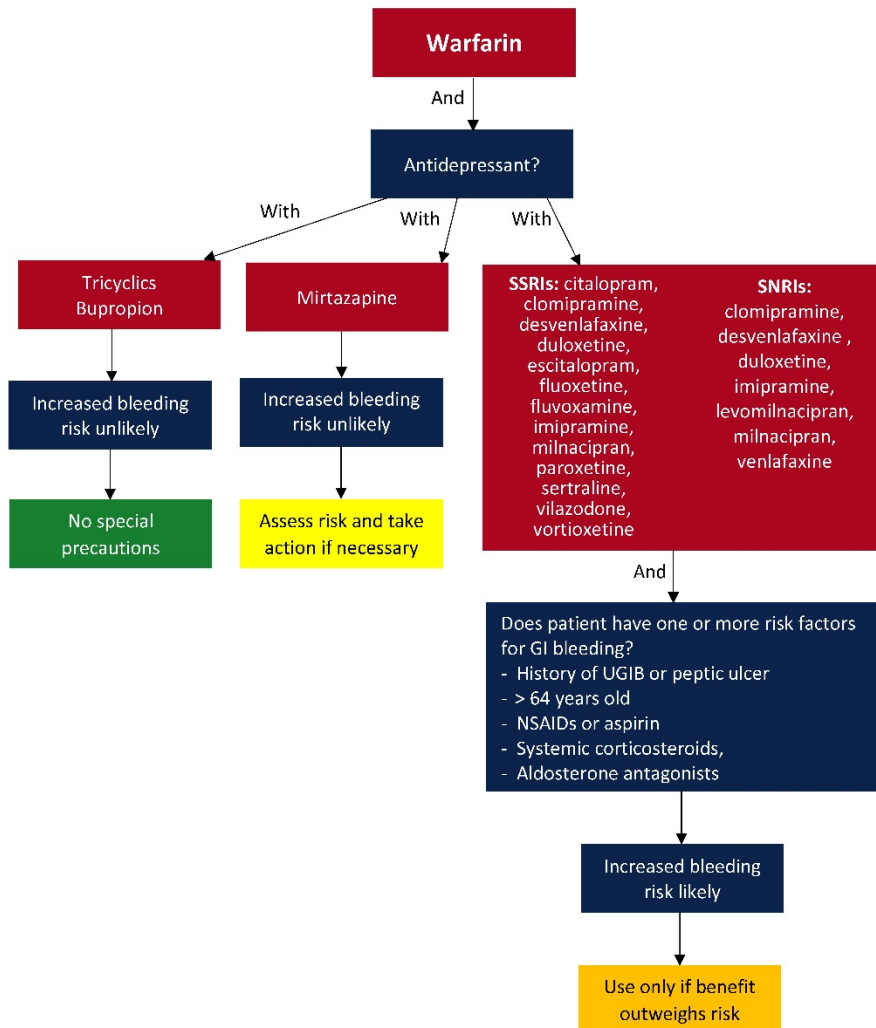 Warfarin
And
Antidepressant?
With
With
With
Tricyclics
Bupropion
Increased bleeding
risk unlikely
No special
precautions
Mirtazapine
Increased bleeding
risk unlikely
Assess risk and take
action if necessary
SSRIs: citalopram,
clomipramine,
desvenlafaxine,
duloxetine,
escitalopram,
fluoxetine,
fluvoxamine,
imipramine,
milnacipran,
paroxetine,
sertraline,
vilazodone,
vortioxetine
SNRIs:
clomipramine,
desvenlafaxine ,
duloxetine,
imipramine,
levomilnacipran,
milnacipran,
venlafaxine
And
Does patient have one or more risk factors
for GI bleeding?
- History of UGIB or peptic ulcer
- > 64 years old
- NSAIDs or aspirin
- Systemic corticosteroids,
- Aldosterone antagonists
Increased bleeding
risk likely
Use only if benefit
outweighs risk